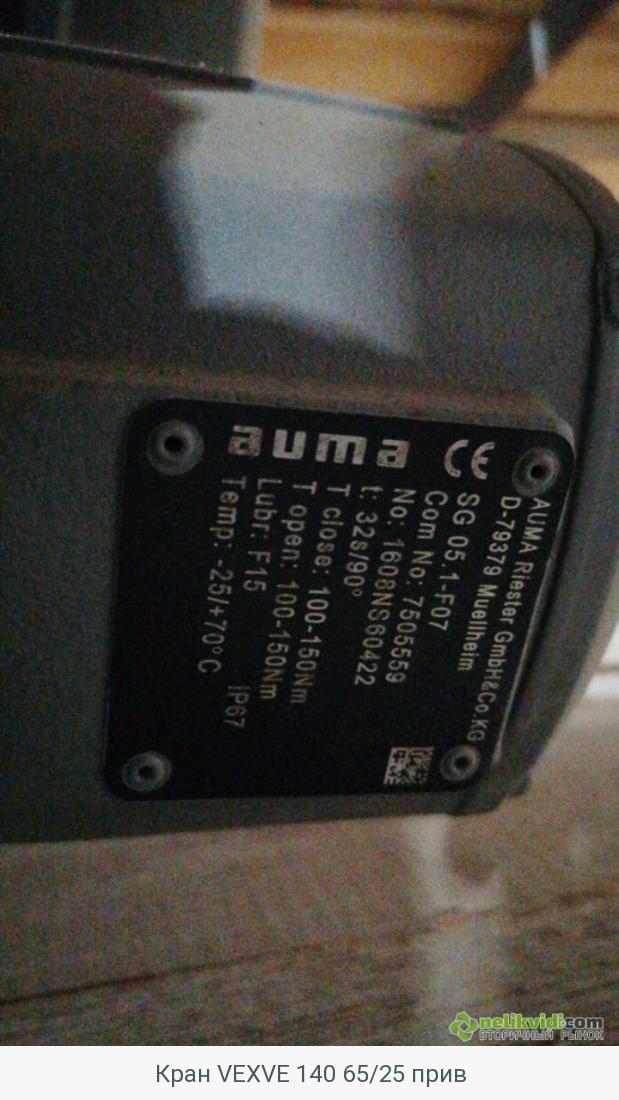 auma CE
AUMA Riester GmbH&Co.KG
D-79379 Muellheim
SG 05.1-F07
Com No: 7505559
No: 1608NS60422
t: 32s/90°
T close: 100-150Nm
T open: 100-150Nm
Lubr: F15
Temp: -25/+70°C IP67
nelikvidi.com
ВТОРИЧНЫЙ РЫНОК
Кран VEXVE 140 65/25 прив